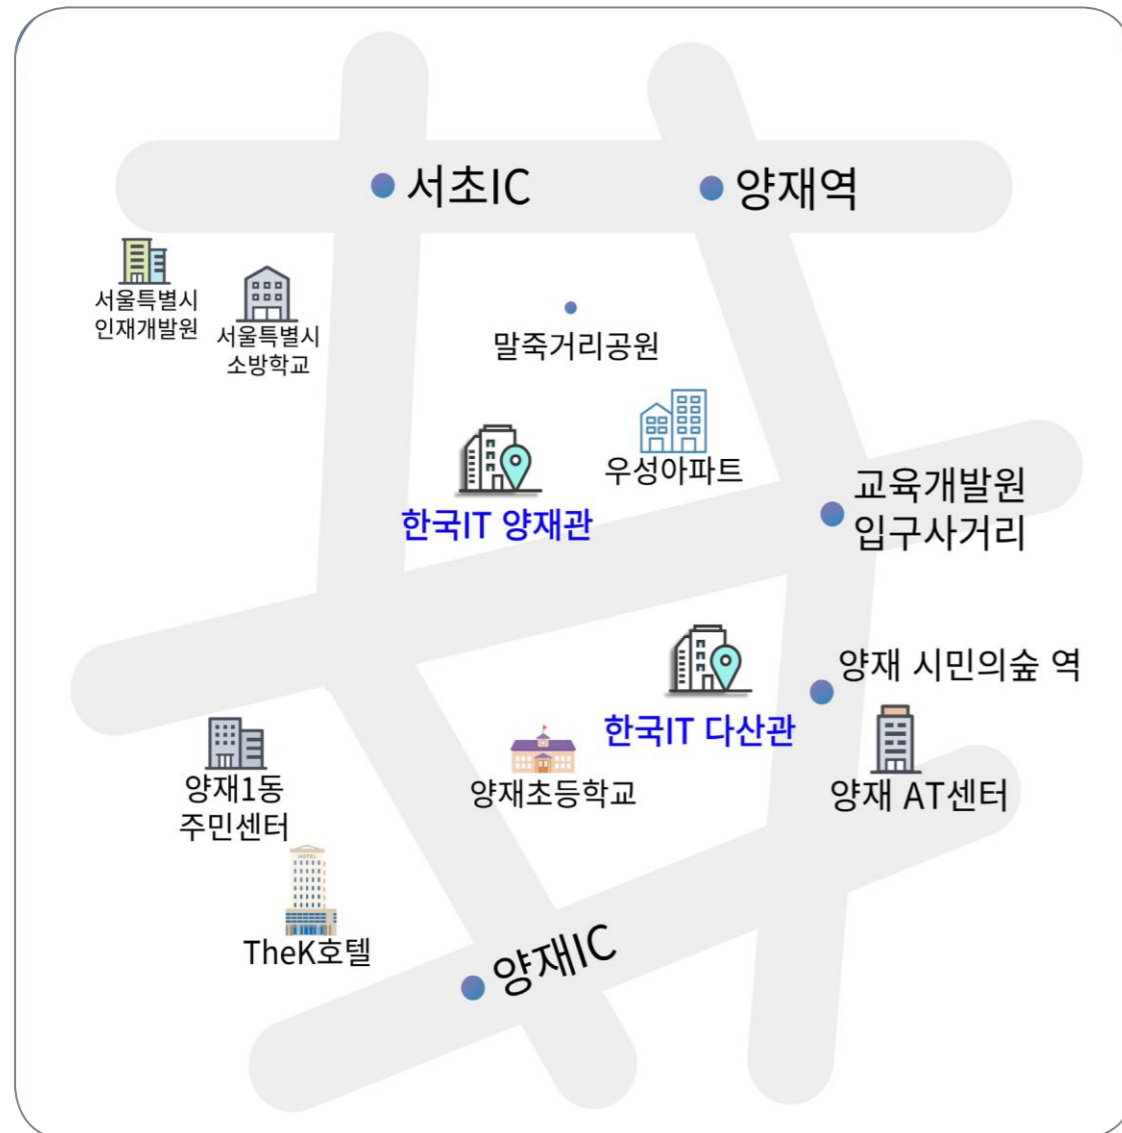 서초IC
양재역
서울특별시
인재개발원
서울특별시
소방학교
말죽거리공원
우성아파트
한국IT 양재관
교육개발원
입구사거리
양재 시민의숲 역
한국IT 다산관
양재1동
주민센터
양재초등학교
양재 AT센터
HOTEL
TheK호텔
양재IC